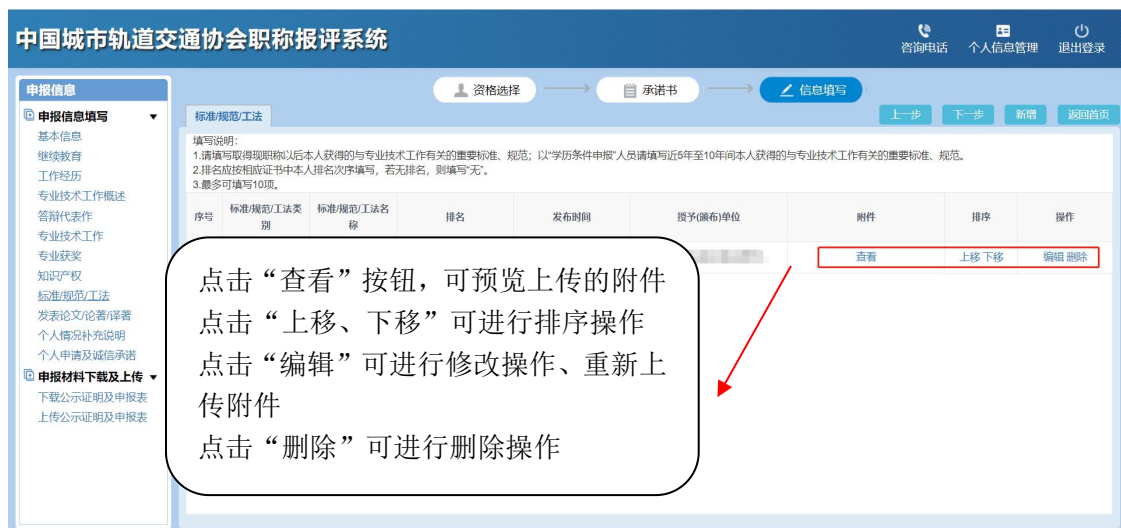 中国城市轨道交通协会职称报评系统
咨询电话
个人信息管理
退出登录
申报信息
申报信息填写
基本信息
继续教育
工作经历
专业技术工作概述
答辩代表作
专业技术工作
专业获奖
知识产权
标准/规范/工法
发表论文/论著/译著
个人情况补充说明
个人申请及诚信承诺
申报材料下载及上传
下载公示证明及申报表
上传公示证明及申报表
资格选择
承诺书
信息填写
标准/规范/工法
上一步
下一步
新增
返回首页
填写说明：
1.请填写取得现职称以后本人获得的与专业技术工作有关的重要标准、规范；以“学历条件申报”人员请填写近5年至10年间本人获得的与专业技术工作有关的重要标准、规范。
2.排名应按相应证书中本人排名次序填写，若无排名，则填写“无”。
3.最多可填写10项。
序号
标准/规范/工法类
别
标准/规范/工法名
称
排名
发布时间
授予(颁布)单位
附件
排序
操作
查看
上移 下移
编辑 删除
点击“查看”按钮，可预览上传的附件
点击“上移、下移”可进行排序操作
点击“编辑”可进行修改操作、重新上
传附件
点击“删除”可进行删除操作